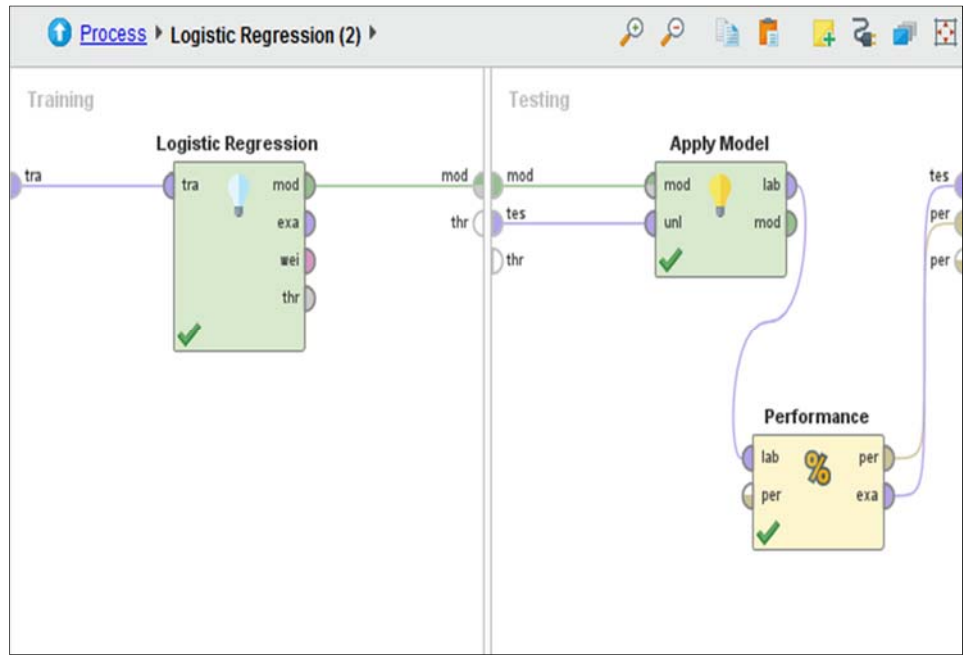 Process ▸ Logistic Regression (2) ▸
Training
Logistic Regression
tra
tra
mod
exa
wei
thr
mod
thr
Testing
mod
tes
thr
Apply Model
mod
lab
unl
mod
Performance
lab
per
per
exa
%
tes
per
per